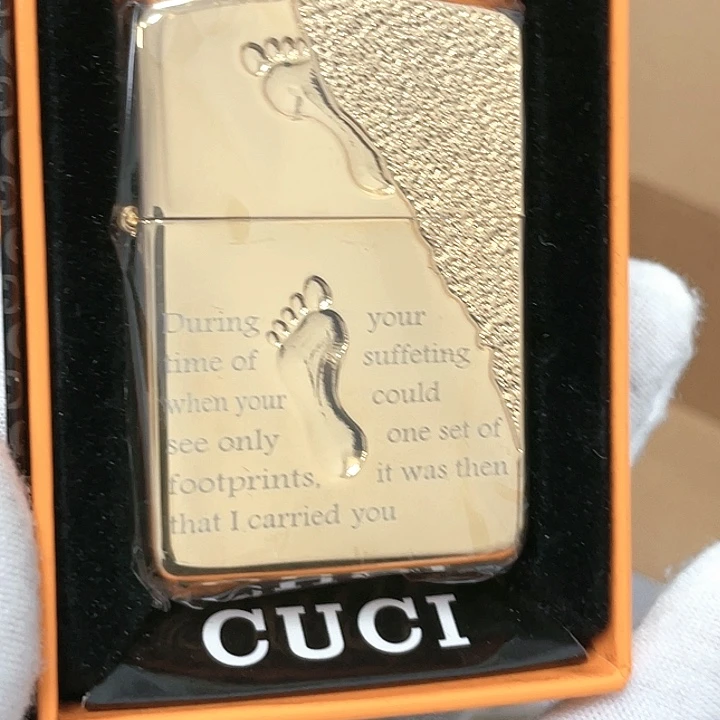 During your
time of suffeting
when your could
see only one set of
footprints, it was then
that I carried you
CUCI